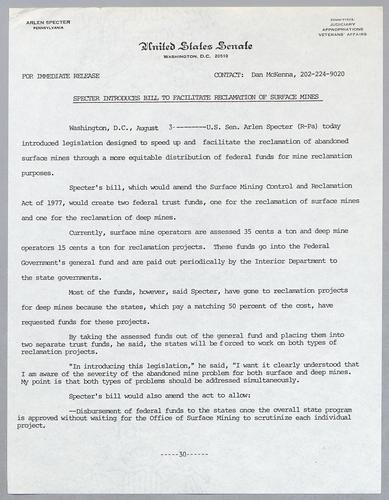 ARLEN SPECTER
PENNSYLVANIA
COMMITTEES:
JUDICIARY
APPROPRIATIONS
VETERANS' AFFAIRS
United States Senate
WASHINGTON, D.C. 20510
FOR IMMEDIATE RELEASE
CONTACT: Dan McKenna, 202-224-9020
SPECTER INTRODUCES BILL TO FACILITATE RECLAMATION OF SURFACE MINES
Washington, D.C., August 3---------U.S. Sen. Arlen Specter (R-Pa) today
introduced legislation designed to speed up and facilitate the reclamation of abandoned
surface mines through a more equitable distribution of federal funds for mine reclamation
purposes.
Specter's bill, which would amend the Surface Mining Control and Reclamation
Act of 1977, would create two federal trust funds, one for the reclamation of surface mines
and one for the reclamation of deep mines.
Currently, surface mine operators are assessed 35 cents a ton and deep mine
operators 15 cents a ton for reclamation projects. These funds go into the Federal
Government's general fund and are paid out periodically by the Interior Department to
the state governments.
Most of the funds, however, said Specter, have gone to reclamation projects
for deep mines because the states, which pay a matching 50 percent of the cost, have
requested funds for these projects.
By taking the assessed funds out of the general fund and placing them into
two separate trust funds, he said, the states will be forced to work on both types of
reclamation projects.
"In introducing this legislation," he said, "I want it clearly understood that
I am aware of the severity of the abandoned mine problem for both surface and deep mines.
My point is that both types of problems should be addressed simultaneously.
Specter's bill would also amend the act to allow:
--Disbursement of federal funds to the states once the overall state program
is approved without waiting for the Office of Surface Mining to scrutinize each individual
project.
-----30------